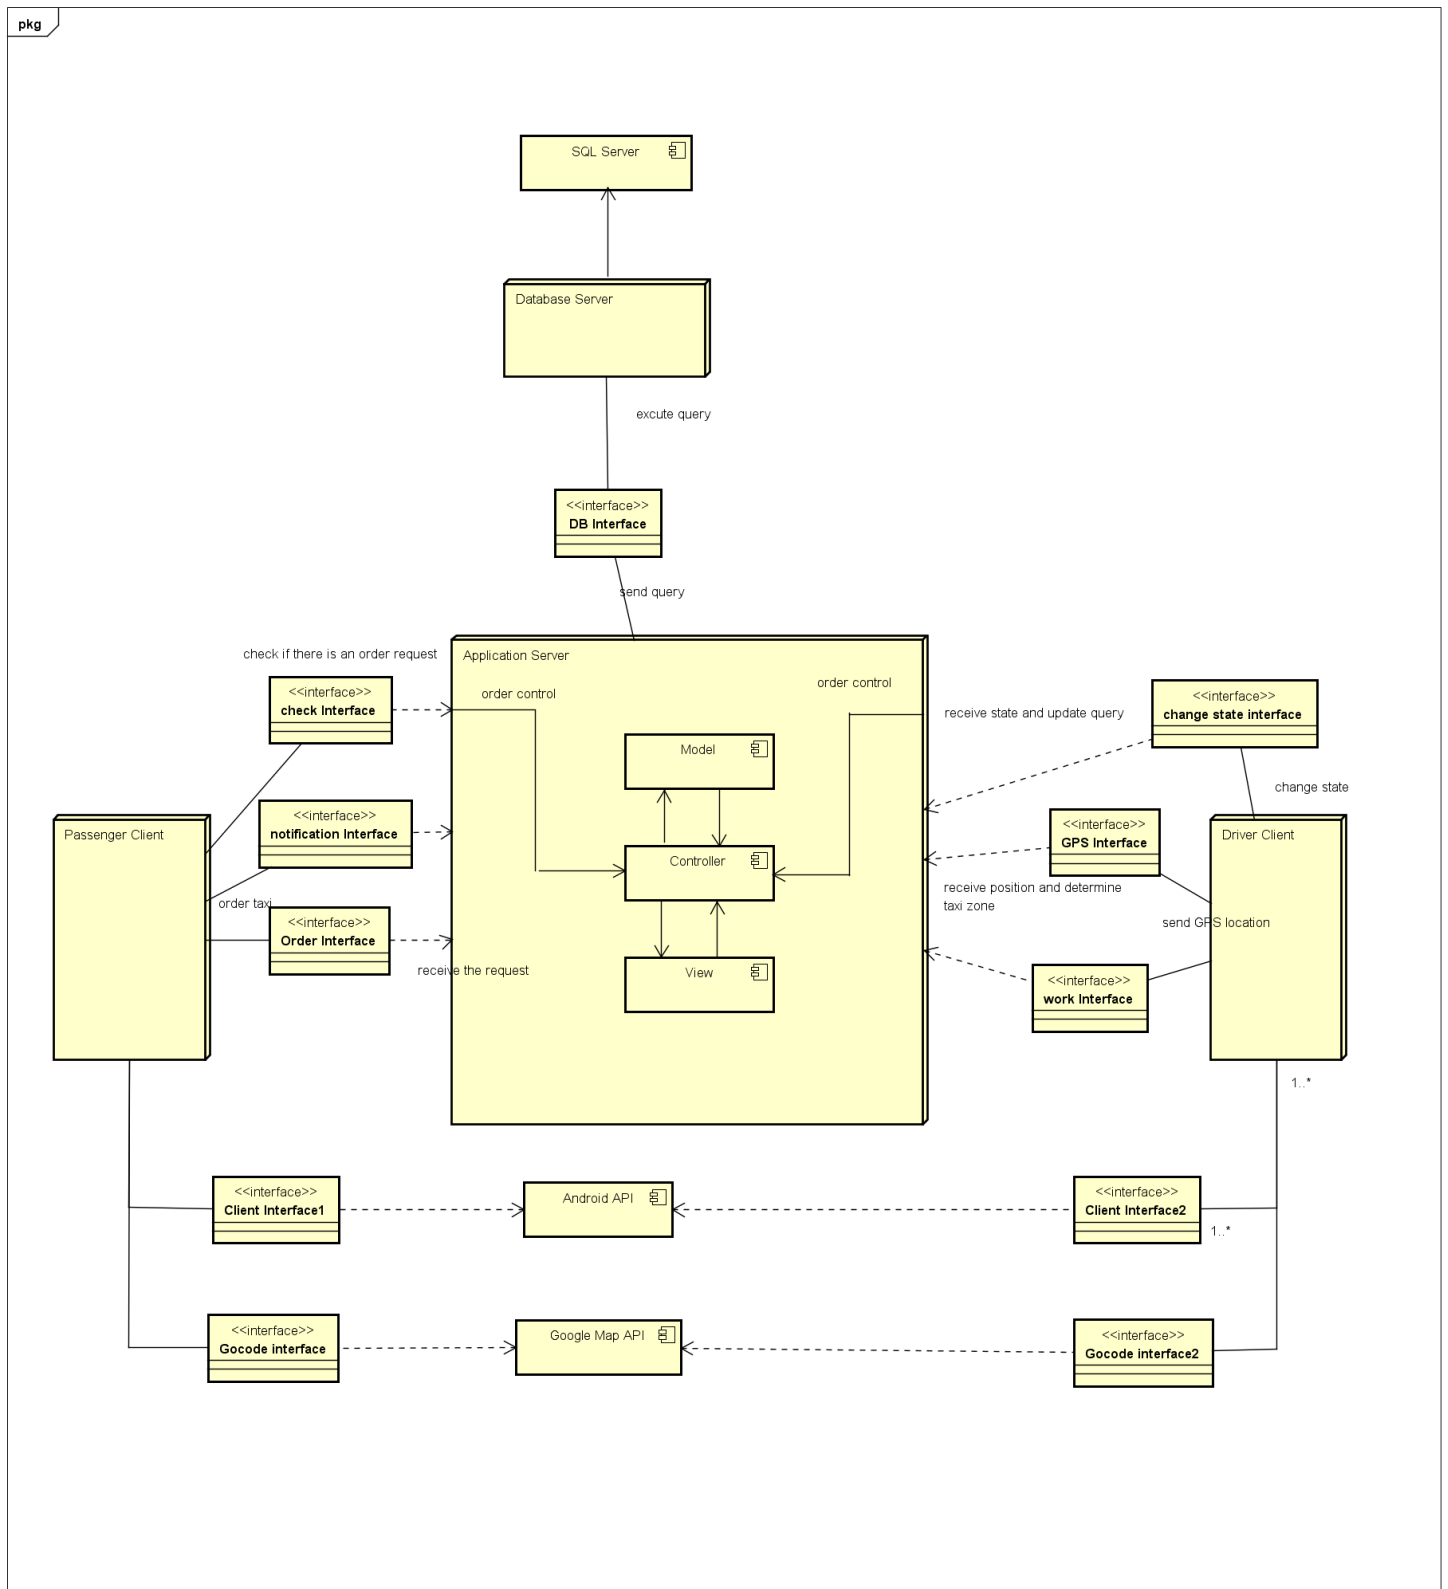 pkg
SQL Server
Database Server
excute query
<<interface>>
DB Interface
send query
check if there is an order request
Application Server
order control
order control
<<interface>>
check Interface
<<interface>>
change state interface
receive state and update query
Model
change state
<<interface>>
notification Interface
<<interface>>
GPS Interface
Passenger Client
Driver Client
Controller
receive position and determine
taxi zone
order taxi
send GPS location
<<interface>>
Order Interface
receive the request
View
<<interface>>
work Interface
1..*
<<interface>>
Client Interface1
Android API
<<interface>>
Client Interface2
1..*
<<interface>>
Gocode interface
Google Map API
<<interface>>
Gocode interface2